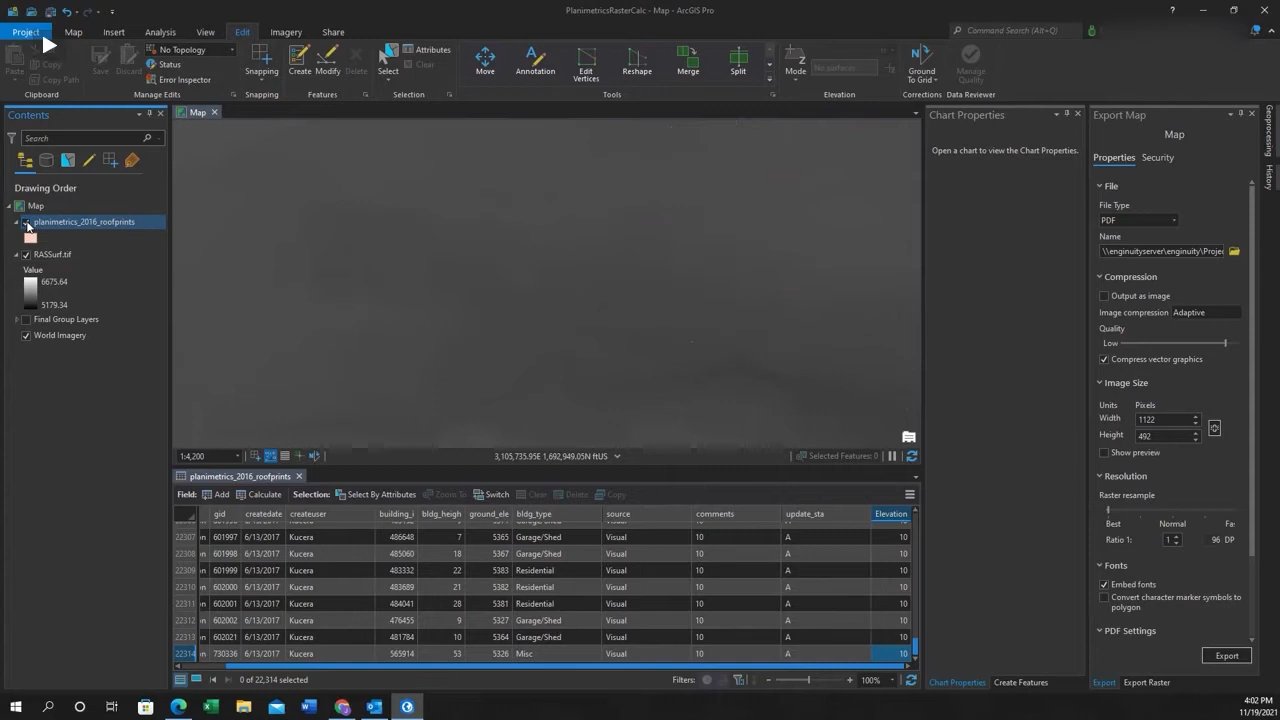 PlanimetricsRasterCalc - Map - ArcGIS Pro
Project Map Insert Analysis View Edit Imagery Share
Command Search (Alt+Q)
Paste
Copy
Copy Path
Clipboard
Save
Discard
No Topology
Status
Error Inspector
Manage Edits
Snapping
Snapping
Create
Modify
Delete
Features
Select
Attributes
Clear
Selection
Move
Annotation
Edit Vertices
Reshape
Merge
Split
Tools
Mode
No surfaces
Elevation
Ground To Grid
Corrections
Manage Quality
Data Reviewer
Contents
Search
Drawing Order
Map
planimetrics_2016_roofprints
RASSurf.tif
Value
6675.64
5179.34
Final Group Layers
World Imagery
Map
1:4,200
3,105,735.95E 1,692,949.05N ftUS
Selected Features: 0
planimetrics_2016_roofprints
Field: Add Calculate Selection: Select By Attributes Zoom To Switch Clear Delete Copy
gid createdate createuser building_i bldg_heigh ground_ele bldg_type source comments update_sta Elevation
22307 on 601997 6/13/2017 Kucera 486648 7 5365 Garage/Shed Visual 10 A 10
22308 on 601998 6/13/2017 Kucera 485060 18 5367 Garage/Shed Visual 10 A 10
22309 on 601999 6/13/2017 Kucera 483332 22 5383 Residential Visual 10 A 10
22310 on 602000 6/13/2017 Kucera 483689 21 5382 Residential Visual 10 A 10
22311 on 602001 6/13/2017 Kucera 484041 28 5381 Residential Visual 10 A 10
22312 on 602002 6/13/2017 Kucera 476455 9 5327 Garage/Shed Visual 10 A 10
22313 on 602021 6/13/2017 Kucera 481784 10 5364 Garage/Shed Visual 10 A 10
22314 on 730336 6/13/2017 Kucera 565914 53 5326 Misc Visual 10 A 10
0 of 22,314 selected
Filters:
100%
Chart Properties
Open a chart to view the Chart Properties.
Chart Properties Create Features
Export Map
Map
Properties Security
File
File Type
PDF
Name
\\enginuityserver\enginuity\Projec
Compression
Output as image
Image compression Adaptive
Quality
Low
Compress vector graphics
Image Size
Units Pixels
Width 1122
Height 492
Show preview
Resolution
Raster resample
Best Normal Fas
Ratio 1: 1 96 DP
Fonts
Embed fonts
Convert character marker symbols to polygon
PDF Settings
Export
Export Export Raster
Geoprocessing
History
4:02 PM
11/19/2021